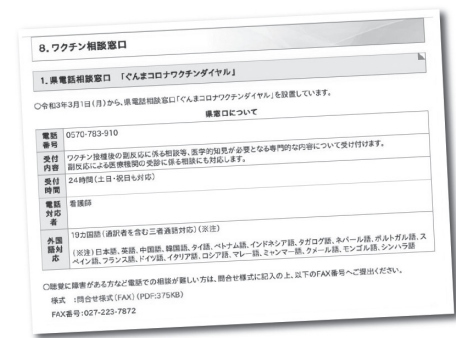 8.ワクチン相談窓口
1.県電話相談窓口 「ぐんまコロナワクチンダイヤル」
○令和3年3月1日(月)から、県電話相談窓口「ぐんまコロナワクチンダイヤル」を設置しています。
県窓口について
電話番号 0570-783-910
受付内容 ワクチン接種後の副反応に係る相談等、医学的知見が必要となる専門的な内容について受け付けます。
副反応による医療機関の受診に係る相談にも対応します。
受付時間 24時間(土日・祝日も対応)
電話対応者 看護師
外国語対応 19カ国語(通訳者を含む三者通話対応)(※注)
(※注)日本語、英語、中国語、韓国語、タイ語、ベトナム語、インドネシア語、タガログ語、ネパール語、ポルトガル語、ス
ペイン語、フランス語、ドイツ語、イタリア語、ロシア語、マレー語、ミャンマー語、クメール語、モンゴル語、シンハラ語
○聴覚に障害がある方など電話での相談が難しい方は、問合せ様式に記入の上、以下のFAX番号へご提出ください。
様式 :問合せ様式(FAX)(PDF:375KB)
FAX番号:027-223-7872